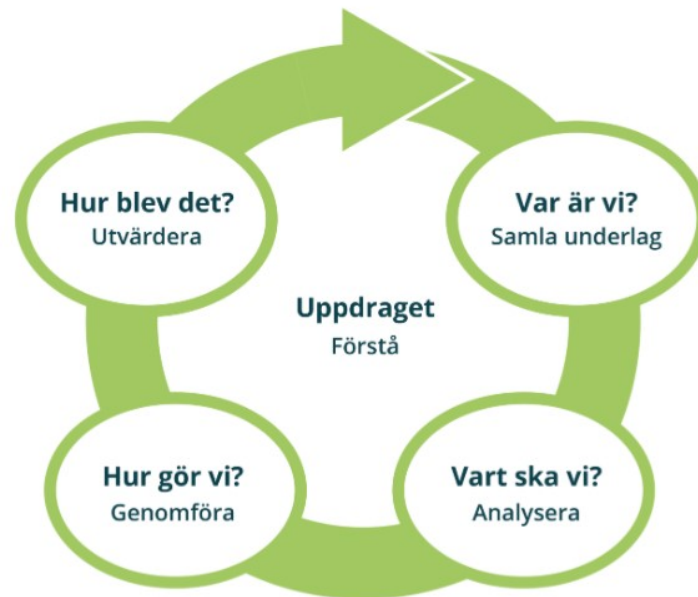 Hur blev det?
Utvärdera
Var är vi?
Samla underlag
Uppdraget
Förstå
Hur gör vi?
Genomföra
Vart ska vi?
Analysera